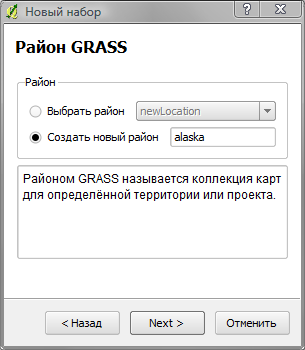 Новый набор
Район GRASS
Район
Выбрать район newLocation
Создать новый район alaska
Районом GRASS называется коллекция карт
для определённой территории или проекта.
< Назад Next > Отменить